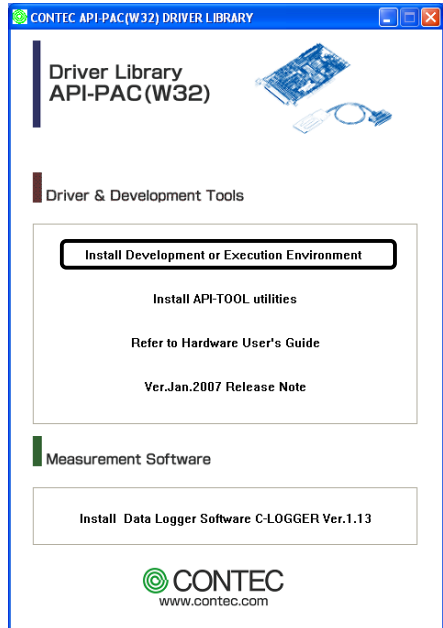 CONTEC API-PAC(W32) DRIVER LIBRARY
Driver Library
API-PAC(W32)
Driver & Development Tools
Install Development or Execution Environment
Install API-TOOL utilities
Refer to Hardware User's Guide
Ver.Jan.2007 Release Note
Measurement Software
Install Data Logger Software C-LOGGER Ver.1.13
CONTEC
www.contec.com